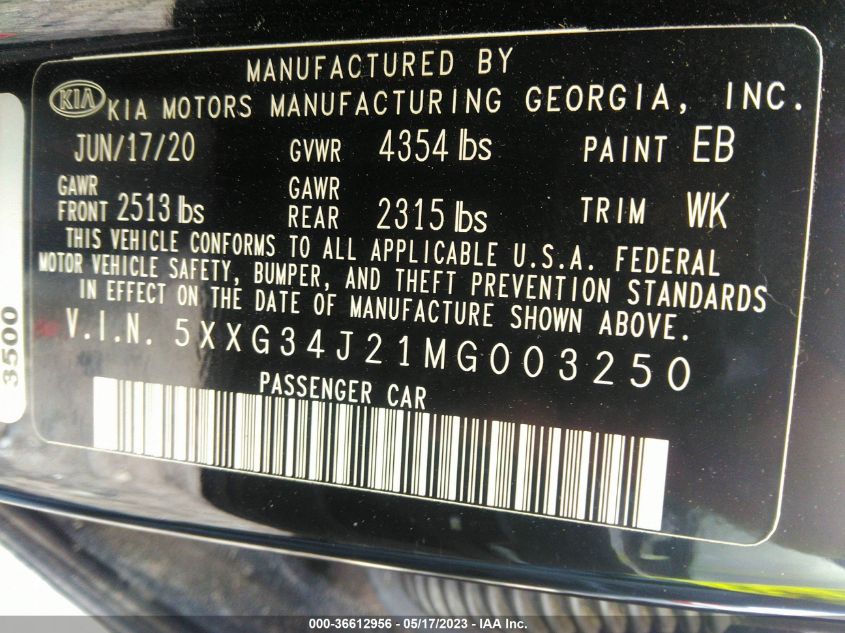 MANUFACTURED BY
KIA KIA MOTORS MANUFACTURING GEORGIA, INC.
JUN/17/20 GVWR 4354 lbs PAINT EB
GAWR FRONT 2513 lbs GAWR REAR 2315 lbs TRIM WK
THIS VEHICLE CONFORMS TO ALL APPLICABLE U.S.A. FEDERAL
MOTOR VEHICLE SAFETY, BUMPER, AND THEFT PREVENTION STANDARDS
IN EFFECT ON THE DATE OF MANUFACTURE SHOWN ABOVE.
V.I.N. 5XXG34J21MG003250
PASSENGER CAR
3500
000-36612956 - 05/17/2023 - IAA Inc.